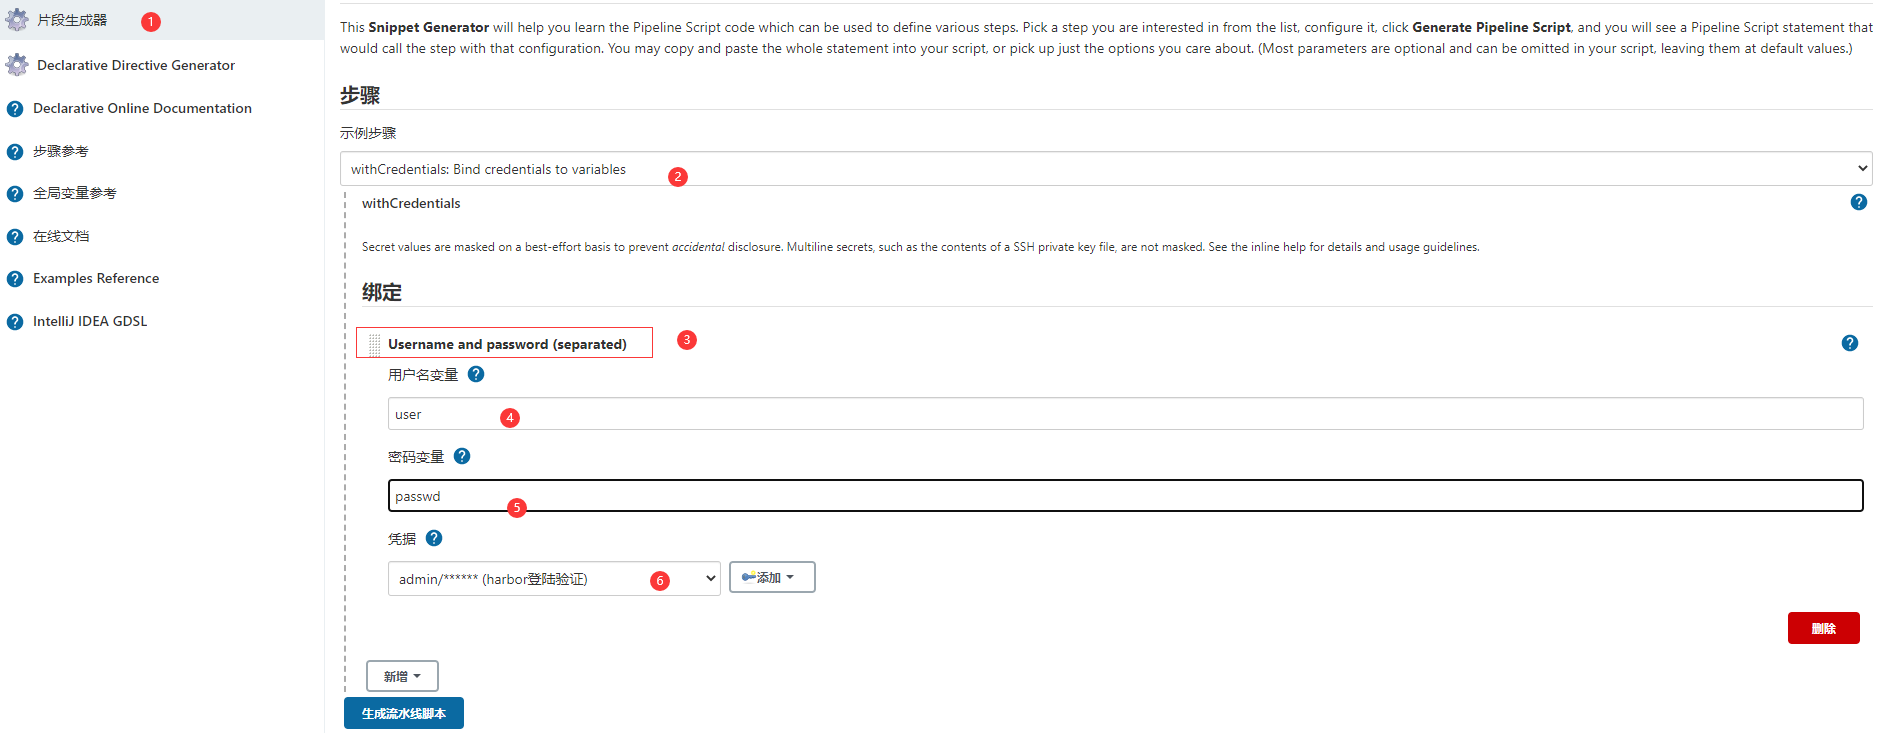 片段生成器
1
Declarative Directive Generator
Declarative Online Documentation
步骤参考
全局变量参考
在线文档
Examples Reference
IntelliJ IDEA GDSL
This Snippet Generator will help you learn the Pipeline Script code which can be used to define various steps. Pick a step you are interested in from the list, configure it, click Generate Pipeline Script, and you will see a Pipeline Script statement that
would call the step with that configuration. You may copy and paste the whole statement into your script, or pick up just the options you care about. (Most parameters are optional and can be omitted in your script, leaving them at default values.)
步骤
示例步骤
withCredentials: Bind credentials to variables
2
withCredentials
Secret values are masked on a best-effort basis to prevent accidental disclosure. Multiline secrets, such as the contents of a SSH private key file, are not masked. See the inline help for details and usage guidelines.
绑定
Username and password (separated)
3
用户名变量
user
4
密码变量
passwd
5
凭据
admin/****** (harbor登陆验证)
6
添加
删除
新增
生成流水线脚本